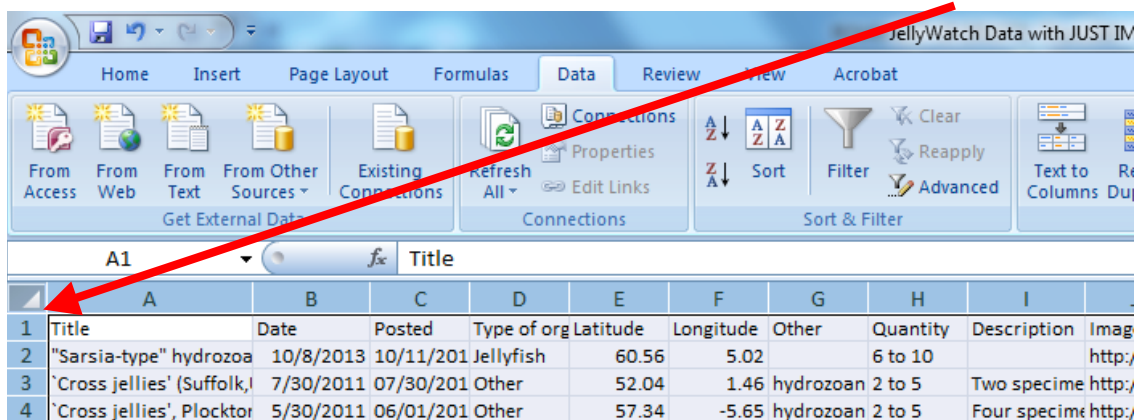 JellyWatch Data with JUST IM
Home Insert Page Layout Formulas Data Review View Acrobat
From Access
From Web
From Text
From Other Sources
Existing Connections
Get External Data
Refresh All
Connections
Properties
Edit Links
Connections
A Z
Z A
A Z Z A
Sort
Filter
Clear
Reapply
Advanced
Sort & Filter
Text to Columns
Re
Dup
A1 fx Title
A B C D E F G H I J
1 Title Date Posted Type of org Latitude Longitude Other Quantity Description Imag
2 "Sarsia-type" hydrozoa 10/8/2013 10/11/201 Jellyfish 60.56 5.02 6 to 10 http:/
3 `Cross jellies' (Suffolk, 7/30/2011 07/30/201 Other 52.04 1.46 hydrozoan 2 to 5 Two specime http:/
4 `Cross jellies', Plockton 5/30/2011 06/01/201 Other 57.34 -5.65 hydrozoan 2 to 5 Four specime http:/